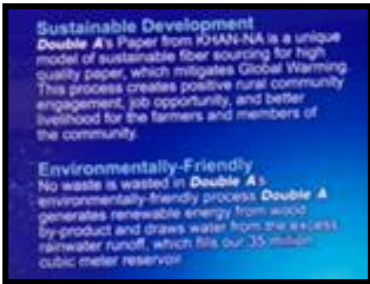 Sustainable Development
Double A's Paper from KHAN-NA is a unique
model of sustainable fiber sourcing for high
quality paper, which mitigates Global Warming.
This process creates positive rural community
engagement, job opportunity, and better
livelihood for the farmers and members of
the community.
Environmentally-Friendly
No waste is wasted in Double A's
environmentally-friendly process Double A
generates renewable energy from wood
by-product and draws water from the excess
rainwater runoff, which fills our 35 million
cubic meter reservoir